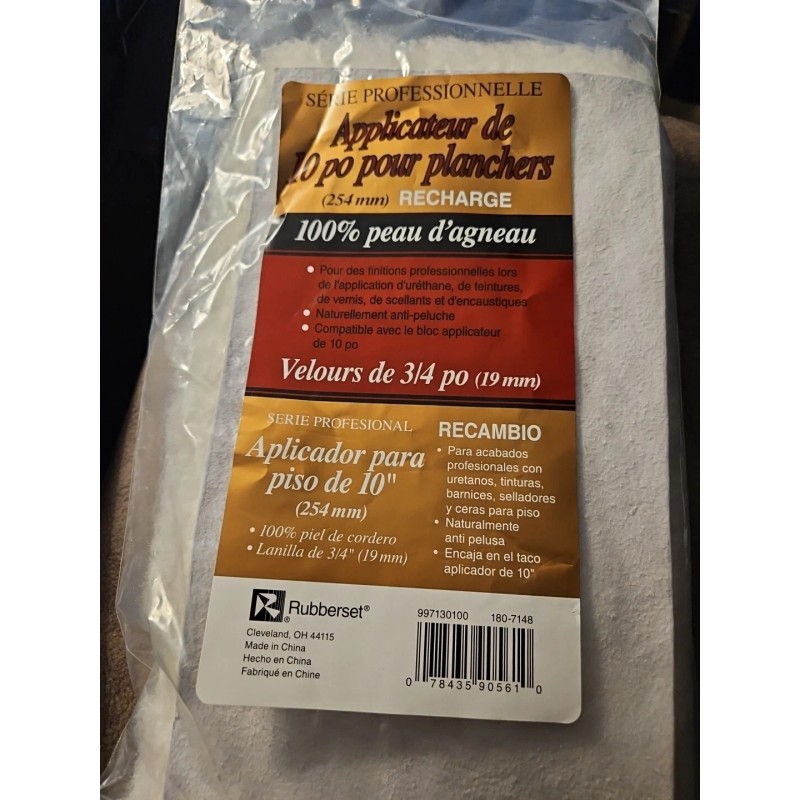 SÉRIE PROFESSIONNELLE
Applicateur de
10 po pour planchers
(254 mm) RECHARGE
100% peau d'agneau
• Pour des finitions professionnelles lors
de l'application d'uréthane, de teintures,
de vernis, de scellants et d'encaustiques
• Naturellement anti-peluche
• Compatible avec le bloc applicateur
de 10 po
Velours de 3/4 po (19 mm)
SERIE PROFESIONAL
Aplicador para
piso de 10"
(254 mm)
• 100% piel de cordero
• Lanilla de 3/4" (19 mm)
RECAMBIO
• Para acabados
profesionales con
uretanos, tinturas,
barnices, selladores
y ceras para piso
• Naturalmente
anti pelusa
• Encaja en el taco
aplicador de 10"
Rubberset®
Cleveland, OH 44115
Made in China
Hecho en China
Fabriqué en Chine
997130100 180-7148
0 78435 90561 0